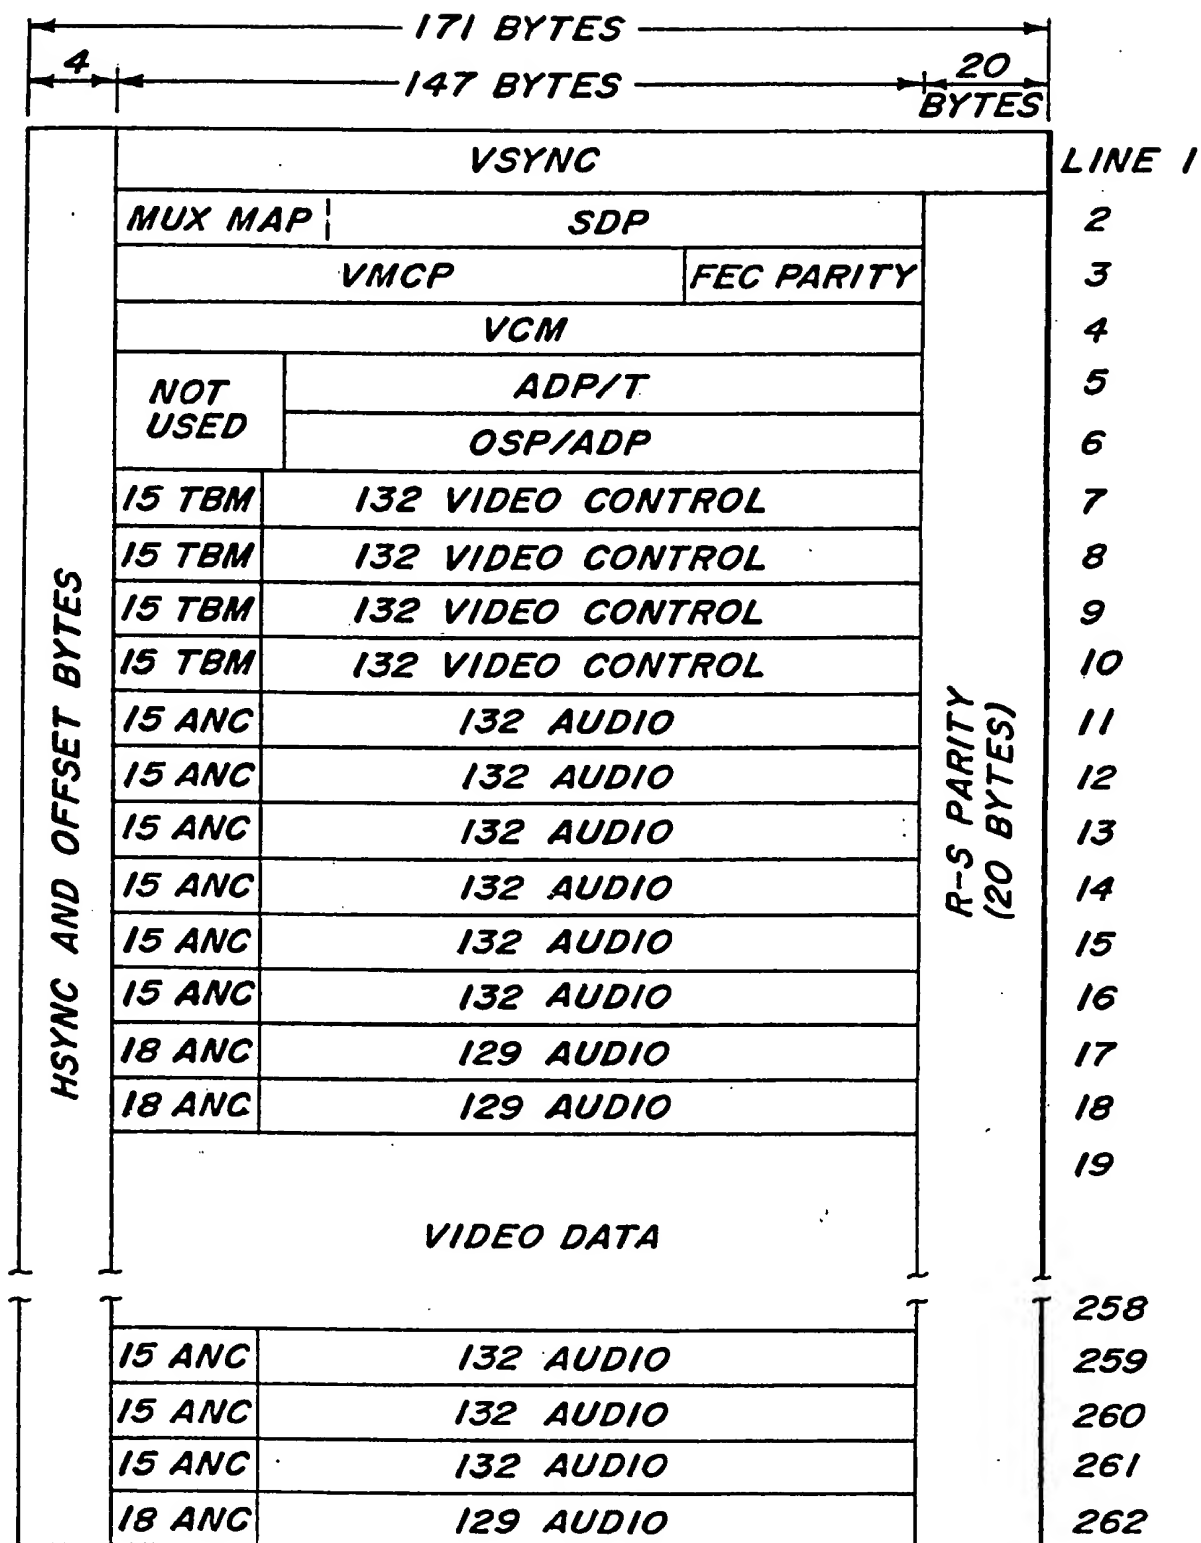 171 BYTES
4 147 BYTES 20 BYTES
VSYNC LINE 1
MUX MAP SDP 2
VMCP FEC PARITY 3
VCM 4
NOT USED
ADP/T 5
OSP/ADP 6
15 TBM 132 VIDEO CONTROL 7
15 TBM 132 VIDEO CONTROL 8
15 TBM 132 VIDEO CONTROL 9
15 TBM 132 VIDEO CONTROL 10
15 ANC 132 AUDIO 11
15 ANC 132 AUDIO 12
15 ANC 132 AUDIO 13
15 ANC 132 AUDIO 14
15 ANC 132 AUDIO 15
15 ANC 132 AUDIO 16
18 ANC 129 AUDIO 17
18 ANC 129 AUDIO 18
19
VIDEO DATA
258
15 ANC 132 AUDIO 259
15 ANC 132 AUDIO 260
15 ANC 132 AUDIO 261
18 ANC 129 AUDIO 262
HSYNC AND OFFSET BYTES
R-S PARITY
(20 BYTES)